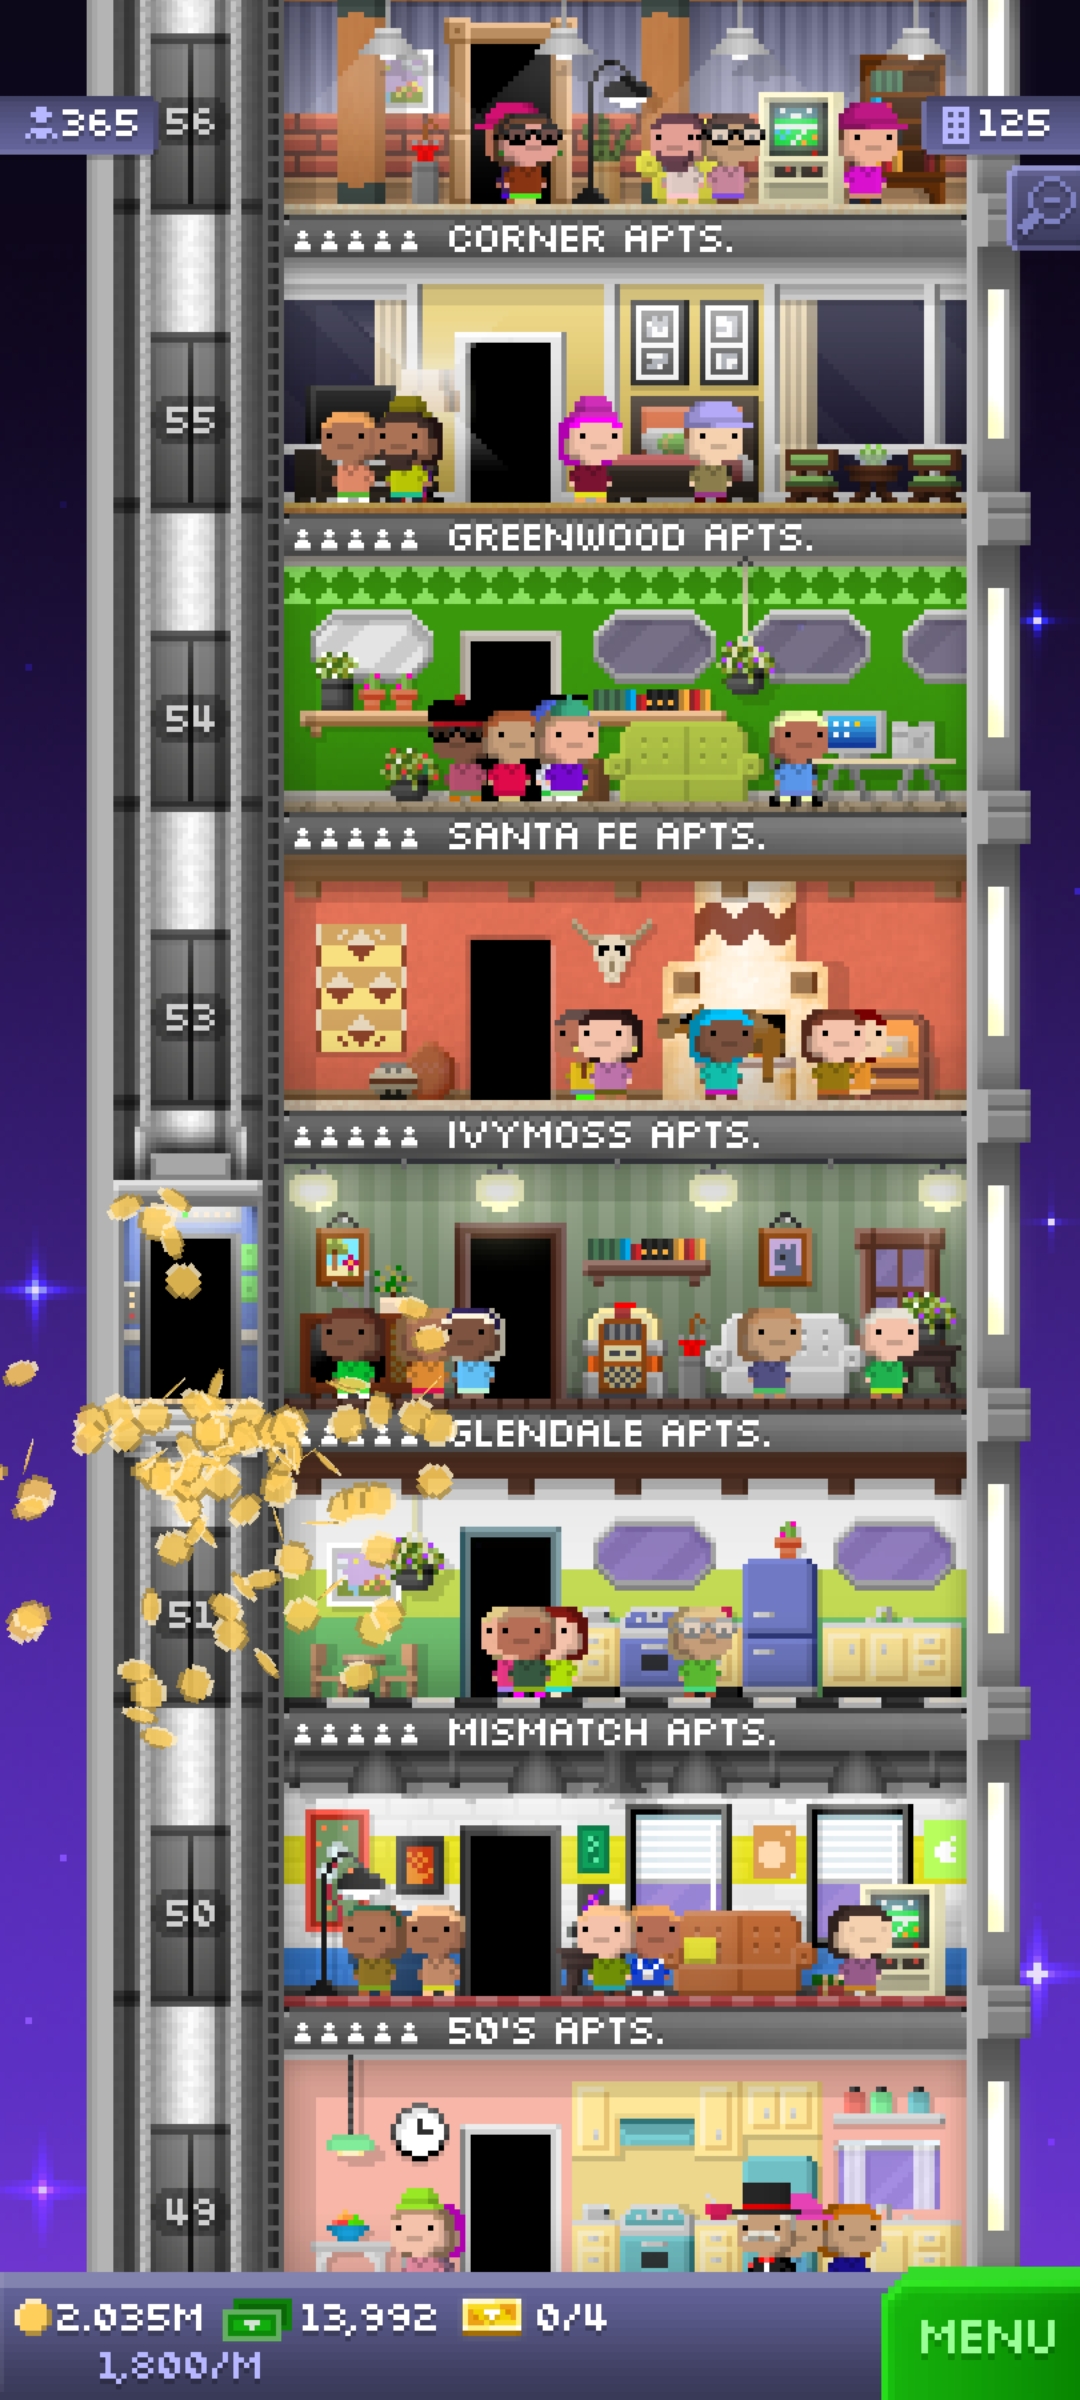 365
56
125
CORNER APTS.
55
GREENWOOD APTS.
54
SANTA FE APTS.
53
IVYMOSS APTS.
GLENDALE APTS.
51
MISMATCH APTS.
50
50'S APTS.
49
2.035M 13,992 0/4
1,800/M
MENU